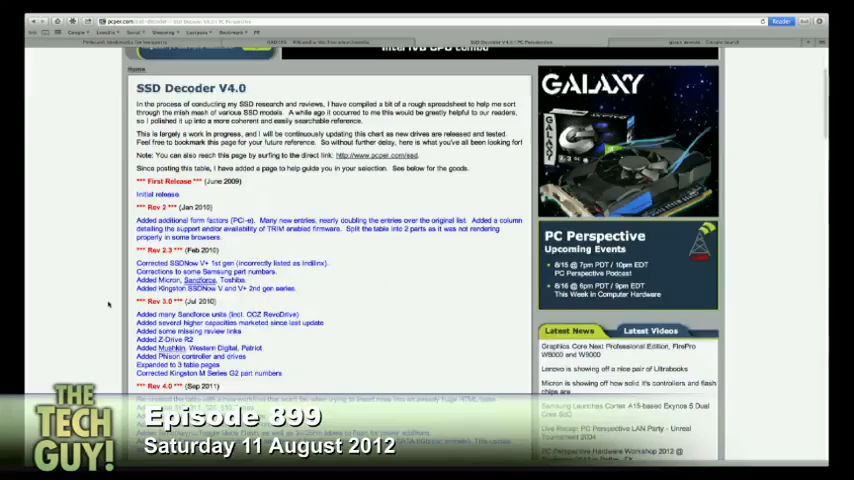 Reader
SSD Decoder V4.0 | PC Perspective
Home
SSD Decoder V4.0
In the process of conducting my SSD research and reviews, I have compiled a bit of a rough spreadsheet to help me sort
through the mish mash of various SSD models. A while ago it occurred to me this would be greatly helpful to our readers,
so I polished it up into a more coherent and easily searchable reference.
This is largely a work in progress, and I will be continuously updating this chart as new drives are released and tested.
Feel free to bookmark this page for your future reference. So without further delay, here is what you've all been looking for!
Note: You can also reach this page by surfing to the direct link: http://www.pcper.com/ssd.
Since posting this table, I have added a page to help guide you in your selection. See below for the goods.
*** First Release *** (June 2009)
Initial release.
*** Rev 2 *** (Jan 2010)
Added additional form factors (PCI-e). Many new entries, nearly doubling the entries over the original list. Added a column
detailing the support and/or availability of TRIM enabled firmware. Split the table into 2 parts as it was not rendering
properly in some browsers.
*** Rev 2.3 *** (Feb 2010)
Corrected SSDNow V+ 1st gen (incorrectly listed as Indilinx).
Corrections to some Samsung part numbers.
Added Micron, Sandforce, Toshiba.
Added Kingston SSDNow V and V+ 2nd gen series.
*** Rev 3.0 *** (Jul 2010)
Added many Sandforce units (incl. OCZ RevoDrive)
Added several higher capacities marketed since last update
Added some missing review links
Added Z-Drive R2
Added Mushkin, Western Digital, Patriot
Added Phison controller and drives
Expanded to 3 table pages
Corrected Kingston M Series G2 part numbers
*** Rev 4.0 *** (Sep 2011)
GALAXY
GALAXY
PC Perspective
Upcoming Events
LIVE
8/15 @ 7pm PDT / 10pm EDT
PC Perspective Podcast
8/16 @ 6pm PDT / 9pm EDT
This Week in Computer Hardware
Latest News
Latest Videos
Graphics Core Next Professional Edition, FirePro
W8000 and W9000
Lenovo is showing off a nice pair of Ultrabooks
Micron is showing off how solid it's controllers and flash
chips are
Samsung Launches Cortex A15-based Exynos 5 Dual
Core SoC
Live Recap PC Perspective LAN Party - Unreal
Tournament 2004
PC Perspective Hardware Workshop 2012 @
THE
TECH
GUY!
Episode 899
Saturday 11 August 2012